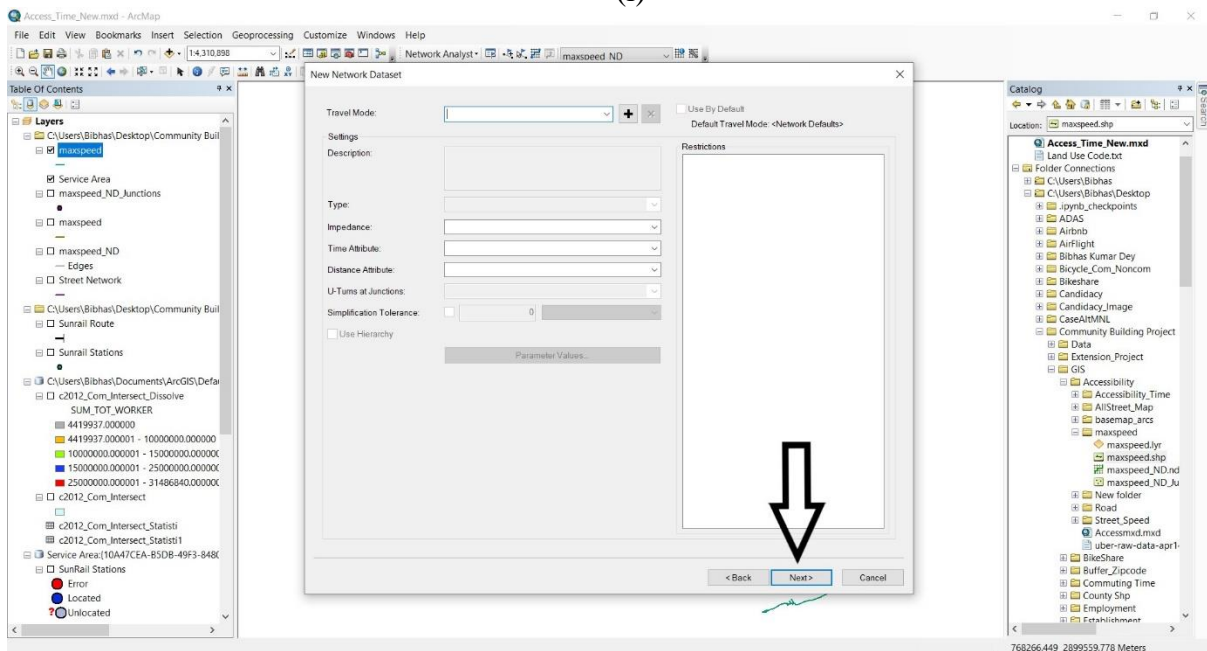 Access_Time_New.mxd - ArcMap
File Edit View Bookmarks Insert Selection Geoprocessing Customize Windows Help
1:4,310,898
Network Analyst
maxspeed_ND
Table Of Contents
Layers
C:\Users\Bibhas\Desktop\Community Buil
maxspeed
Service Area
maxspeed_ND_Junctions
maxspeed
maxspeed_ND
Edges
Street Network
C:\Users\Bibhas\Desktop\Community Buil
Sunrail Route
Sunrail Stations
C:\Users\Bibhas\Documents\ArcGIS\Defau
c2012_Com_Intersect_Dissolve
SUM_TOT_WORKER
4419937.000000
4419937.000001 - 10000000.000000
10000000.000001 - 15000000.000000
15000000.000001 - 25000000.000000
25000000.000001 - 31486840.000000
c2012_Com_Intersect
c2012_Com_Intersect_Statisti
c2012_Com_Intersect_Statisti1
Service Area:{10A47CEA-B5DB-49F3-848(
SunRail Stations
Error
Located
?Unlocated
New Network Dataset
Travel Mode:
Use By Default
Default Travel Mode: <Network Defaults>
Settings
Restrictions
Description:
Type:
Impedance:
Time Attribute:
Distance Attribute:
U-Turns at Junctions:
Simplification Tolerance:
0
Use Hierarchy
Parameter Values...
< Back
Next >
Cancel
Catalog
Location: maxspeed.shp
Access_Time_New.mxd
Land Use Code.txt
Folder Connections
C:\Users\Bibhas
C:\Users\Bibhas\Desktop
.ipynb_checkpoints
ADAS
Airbnb
AirFlight
Bibhas Kumar Dey
Bicycle_Com_Noncom
Bikeshare
Candidacy
Candidacy_Image
CaseAltMNL
Community Building Project
Data
Extension_Project
GIS
Accessibility
Accessibility_Time
AllStreet_Map
basemap_arcs
maxspeed
maxspeed.lyr
maxspeed.shp
maxspeed_ND.nd
maxspeed_ND_Ju
New folder
Road
Street_Speed
Accessmxd.mxd
uber-raw-data-apr1-
BikeShare
Buffer_Zipcode
Commuting Time
County Shp
Employment
Establishment
Search
768266.449 2899559.778 Meters